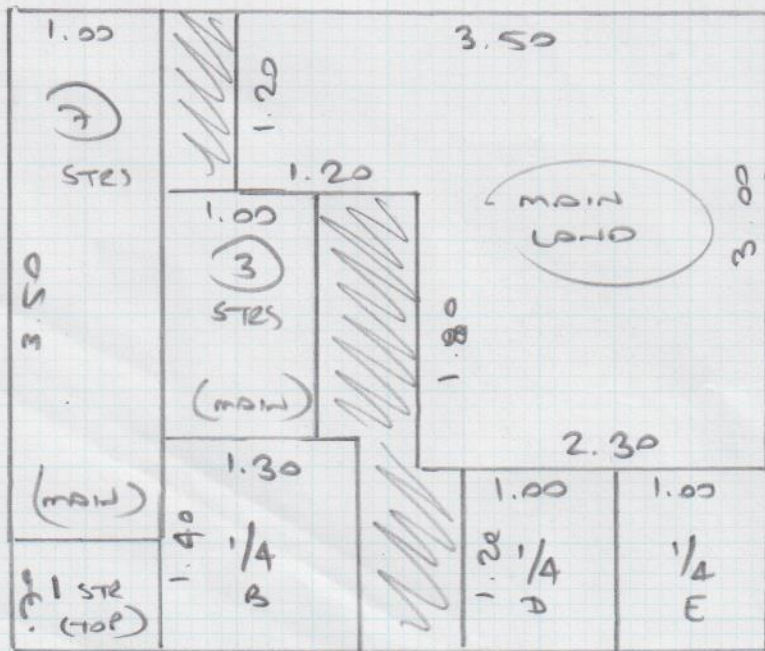 1.00
7
STRS
3.50
(MAIN)
1 STR
(TOP)
1.20
1.20
3.50
MAIN
LAND
3.00
1.00
3
STRS
(MAIN)
1.80
2.30
1.30
1.40
1/4
B
1.00
1.20
1/4
D
1.00
1/4
E